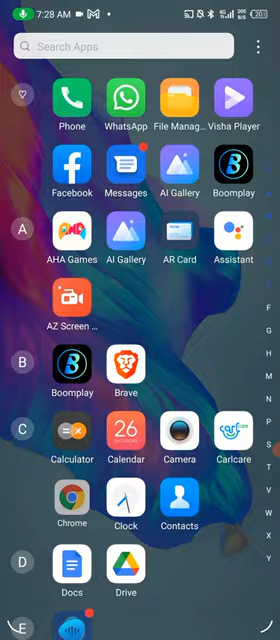 7:28 AM
Search Apps
Phone WhatsApp File Manag... Visha Player
Facebook Messages AI Gallery Boomplay
A
AHA Games AI Gallery AR Card Assistant
AZ Screen ...
B
Boomplay Brave
C
26
Calculator Calendar Camera Carlcare
Chrome Clock Contacts
D
Docs Drive
E
F
G
H
M
N
P
S
T
V
W
X
Y